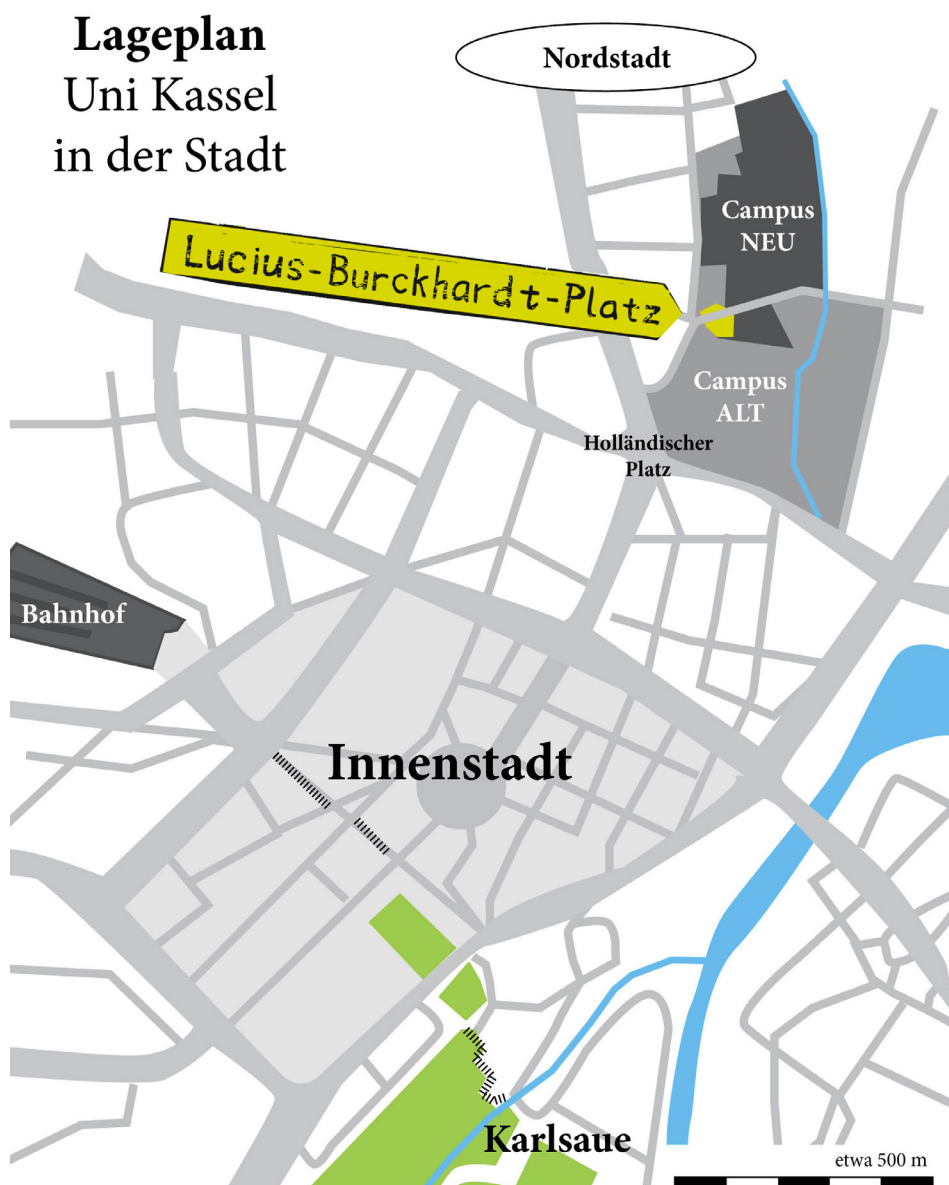 Lageplan
Uni Kassel
in der Stadt
Nordstadt
Campus
NEU
Lucius-Burckhardt-Platz
Campus
ALT
Holländischer
Platz
Bahnhof
Innenstadt
Karlsaue
etwa 500 m